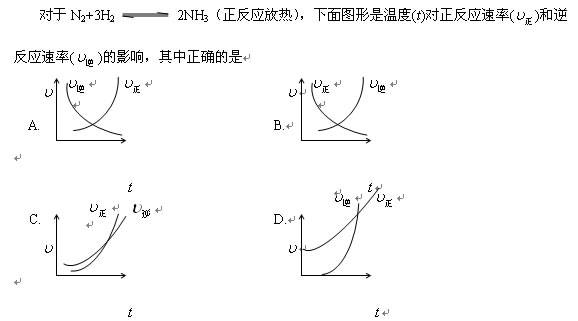 对于 N₂+3H₂ ⇌ 2NH₃（正反应放热），下面图形是温度(t)对正反应速率(υ正)和逆
反应速率(υ逆)的影响，其中正确的是↵
υ υ逆↵ υ正↵
↵
A.
↵
t
υ↵ υ正↵ υ逆↵
B.↵
t
υ正↵ υ逆↵
↵
C.
υ
↵
t
υ逆↵ υ正↵
D.↵
υ↵
t↵